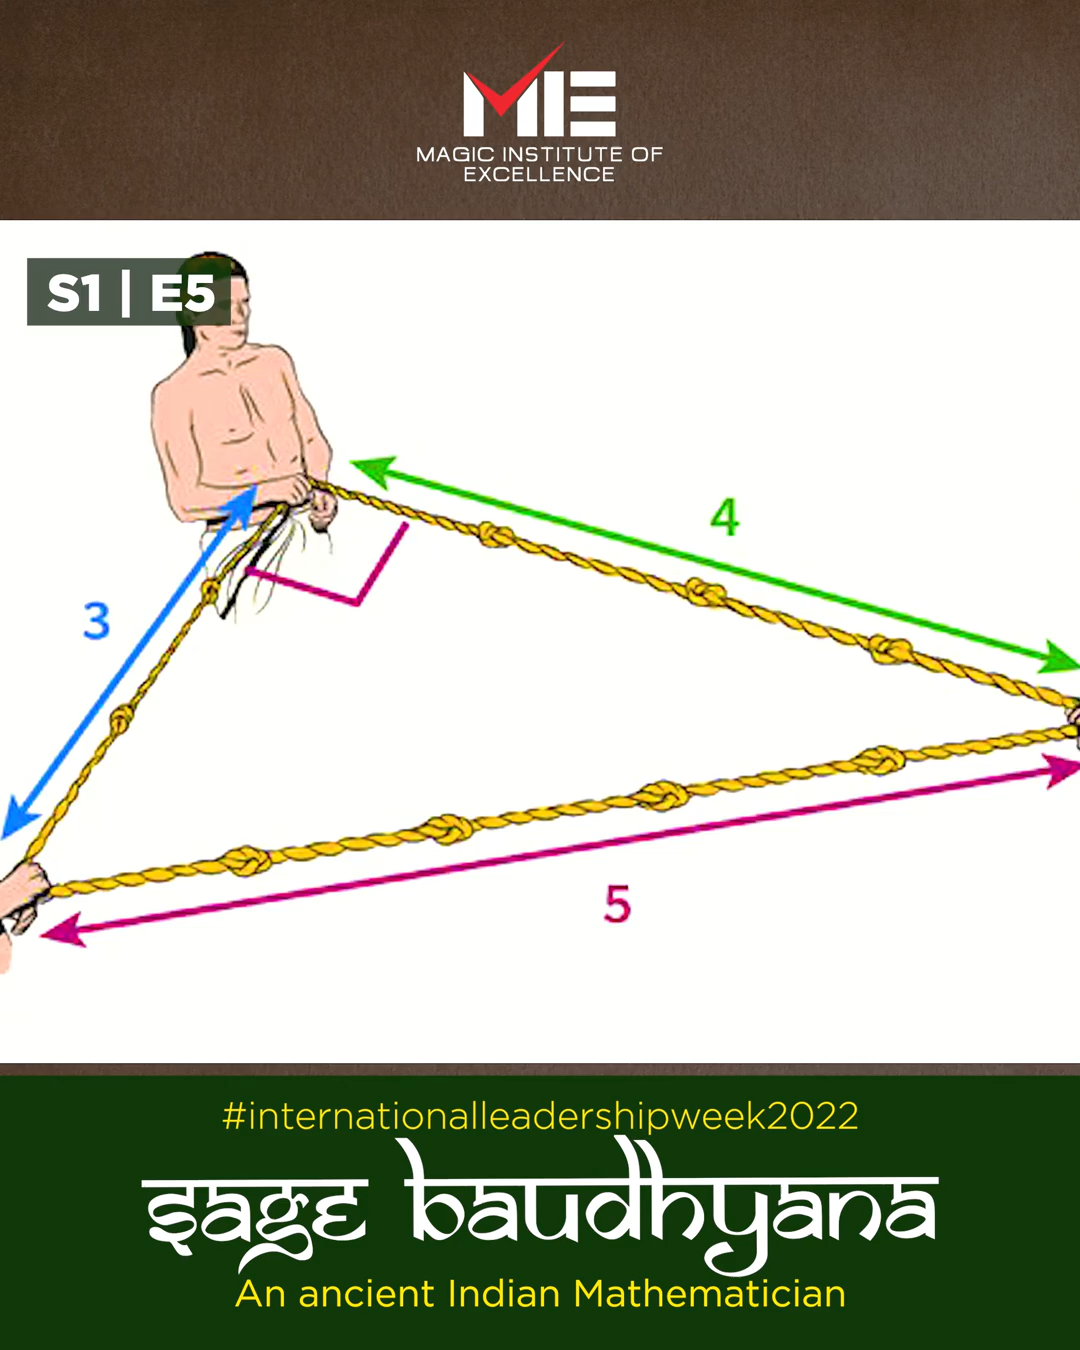 MIE
MAGIC INSTITUTE OF
EXCELLENCE
S1 | E5
4
3
5
#internationalleadershipweek2022
sage baudhyana
An ancient Indian Mathematician